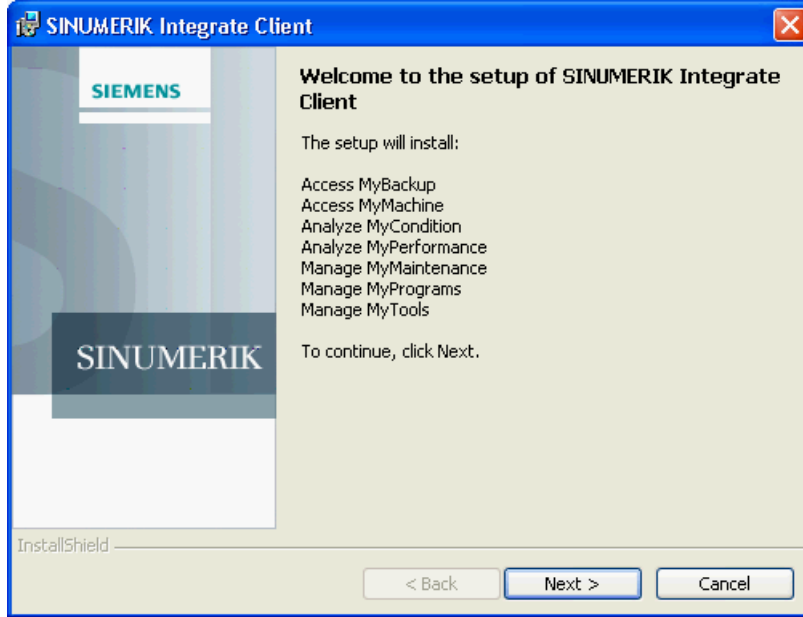 SINUMERIK Integrate Client
SIEMENS
SINUMERIK
Welcome to the setup of SINUMERIK Integrate
Client
The setup will install:
Access MyBackup
Access MyMachine
Analyze MyCondition
Analyze MyPerformance
Manage MyMaintenance
Manage MyPrograms
Manage MyTools
To continue, click Next.
InstallShield
< Back Next > Cancel